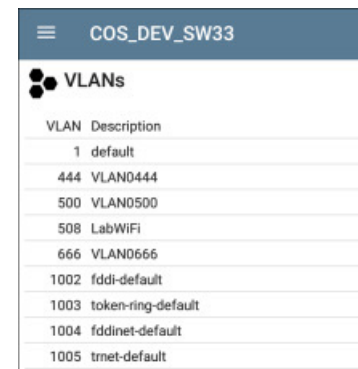 COS_DEV_SW33
VLANs
VLAN Description
1 default
444 VLAN0444
500 VLAN0500
508 LabWiFi
666 VLAN0666
1002 fddi-default
1003 token-ring-default
1004 fddinet-default
1005 trnet-default